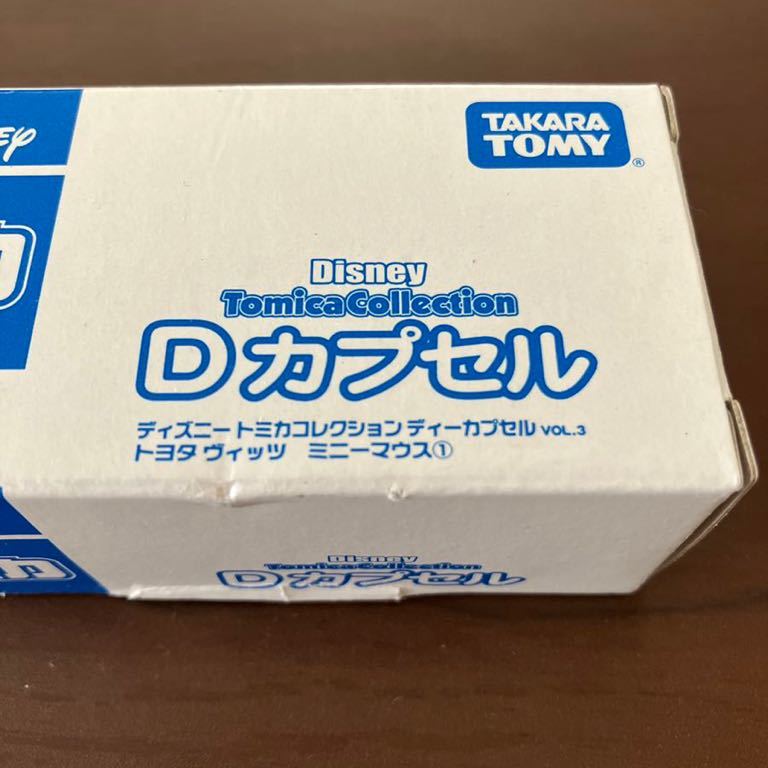 TAKARA
TOMY
®
Disney
TomicaCollection
Dカプセル
ディズニー トミカコレクション ディーカプセル VOL.3
トヨタ ヴィッツ ミニーマウス①
Disney
TomicaCollection
Dカプセル